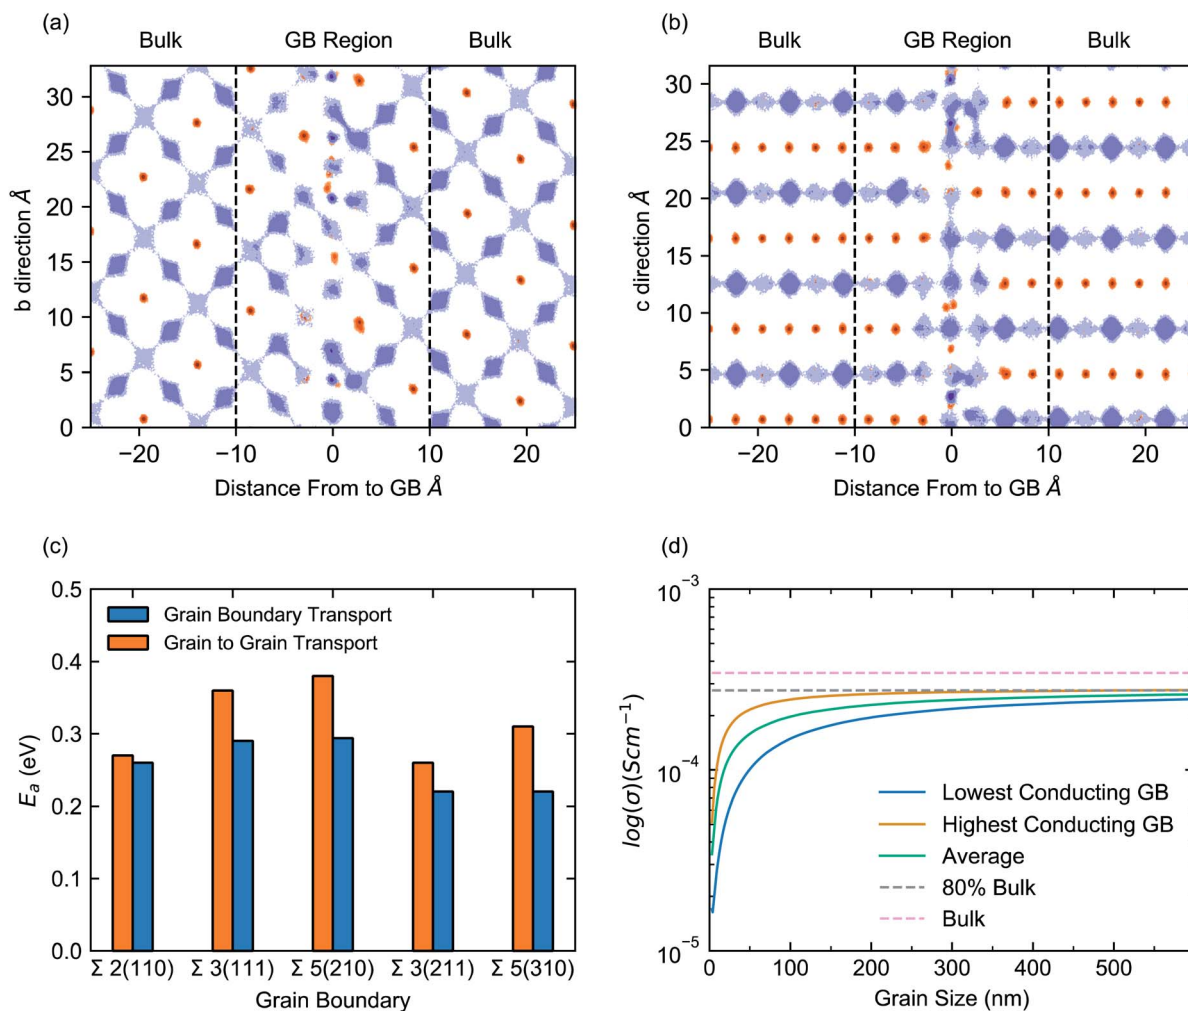 (a)
Bulk GB Region Bulk
30
25
20
15
10
5
0
b direction Å
−20 −10 0 10 20
Distance From to GB Å
(b)
Bulk GB Region Bulk
30
25
20
15
10
5
0
c direction Å
−20 −10 0 10 20
Distance From to GB Å
(c)
0.5
0.4
0.3
0.2
0.1
0.0
E_a (eV)
Grain Boundary Transport
Grain to Grain Transport
Σ 2(110) Σ 3(111) Σ 5(210) Σ 3(211) Σ 5(310)
Grain Boundary
(d)
10⁻³
10⁻⁴
10⁻⁵
log(σ)(Scm⁻¹)
Lowest Conducting GB
Highest Conducting GB
Average
80% Bulk
Bulk
0 100 200 300 400 500
Grain Size (nm)